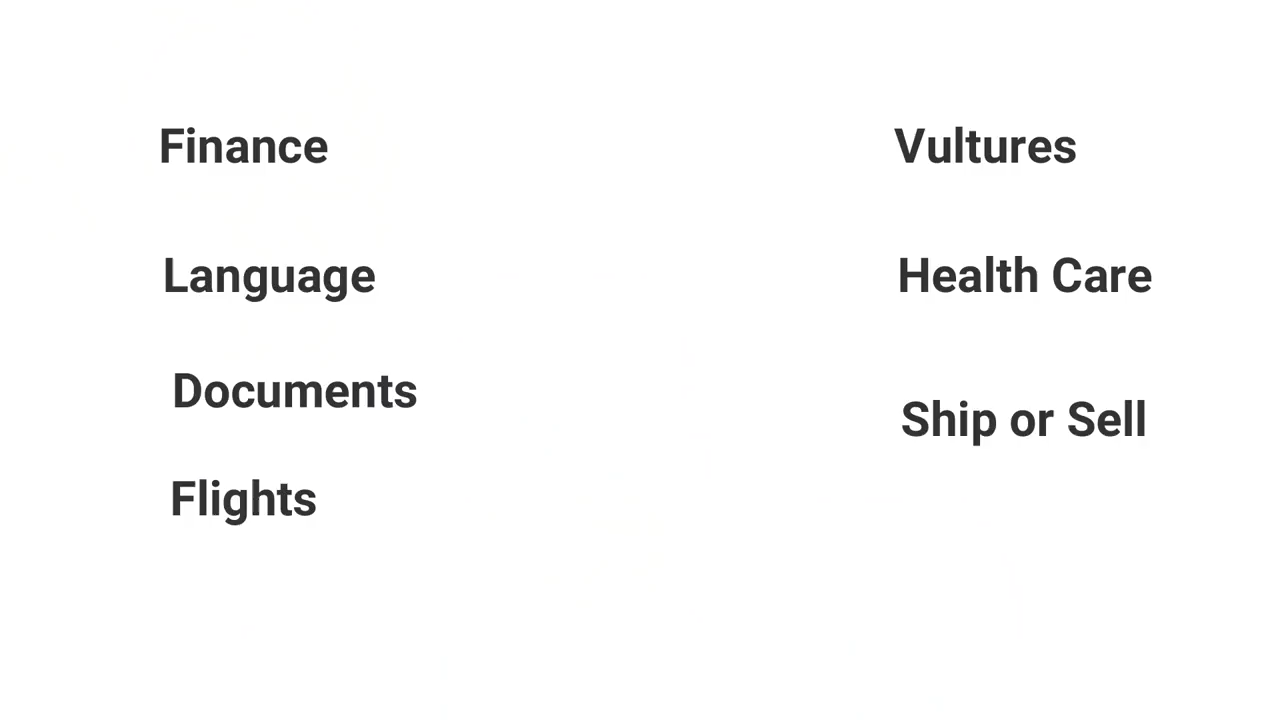 Finance
Language
Documents
Flights
Vultures
Health Care
Ship or Sell